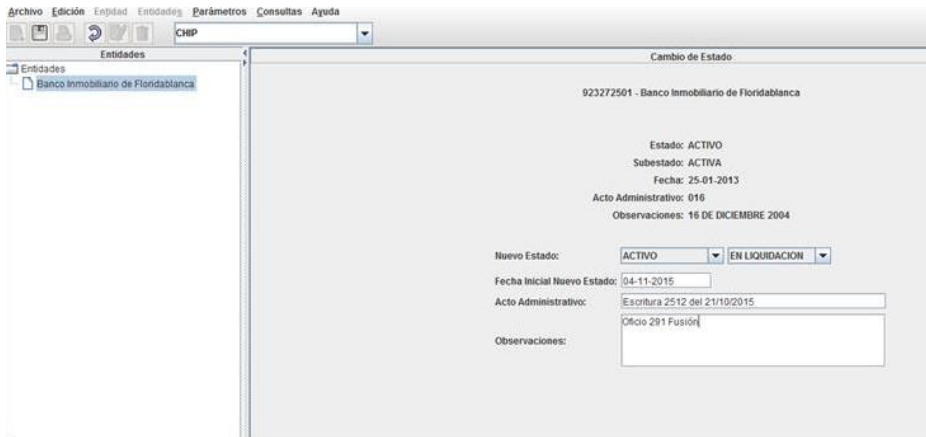 Archivo Edición Entidad Entidades Parámetros Consultas Ayuda
CHIP
Entidades
Cambio de Estado
Entidades
Banco Inmobiliario de Floridablanca
923272501 - Banco Inmobiliario de Floridablanca
Estado: ACTIVO
Subestado: ACTIVA
Fecha: 25-01-2013
Acto Administrativo: 016
Observaciones: 16 DE DICIEMBRE 2004
Nuevo Estado: ACTIVO EN LIQUIDACION
Fecha Inicial Nuevo Estado: 04-11-2015
Acto Administrativo: Escritura 2512 del 21/10/2015
Observaciones: Oficio 291 Fusión